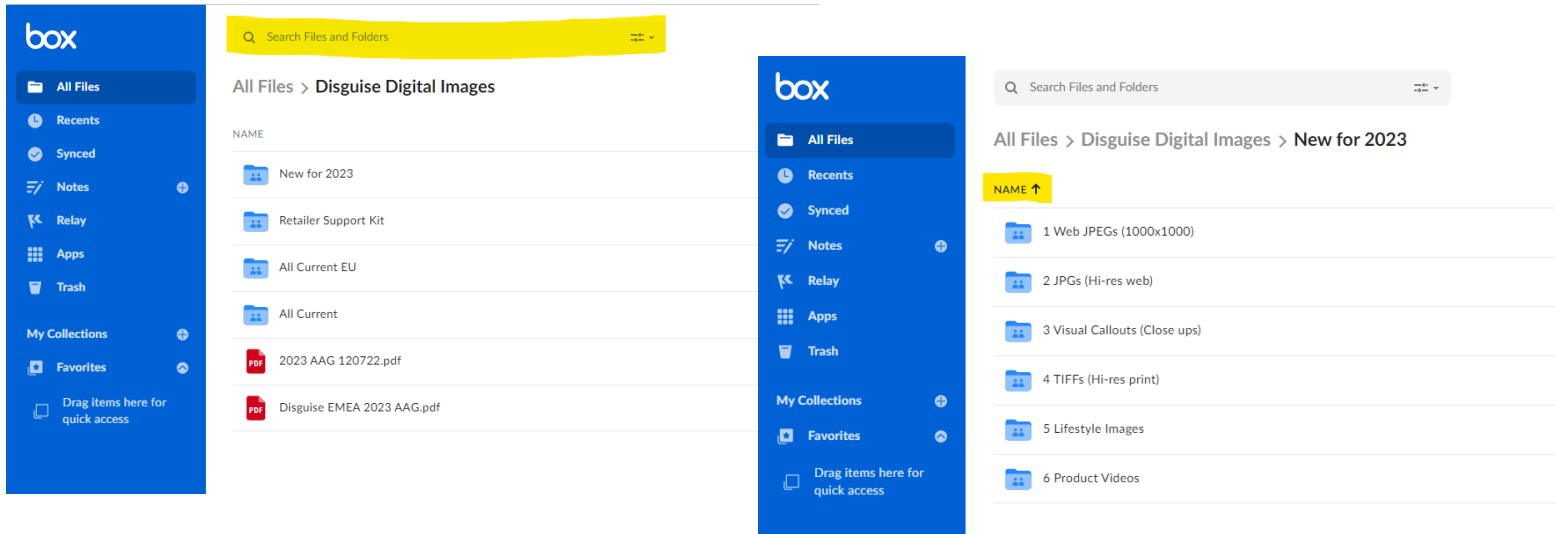 box
Search Files and Folders
All Files
Recents
Synced
Notes
Relay
Apps
Trash
My Collections
Favorites
Drag items here for
quick access
All Files > Disguise Digital Images
NAME
New for 2023
Retailer Support Kit
All Current EU
All Current
PDF 2023 AAG 120722.pdf
PDF Disguise EMEA 2023 AAG.pdf
box
Search Files and Folders
All Files
Recents
Synced
Notes
Relay
Apps
Trash
My Collections
Favorites
Drag items here for
quick access
All Files > Disguise Digital Images > New for 2023
NAME ↑
1 Web JPEGs (1000x1000)
2 JPGs (Hi-res web)
3 Visual Callouts (Close ups)
4 TIFFs (Hi-res print)
5 Lifestyle Images
6 Product Videos